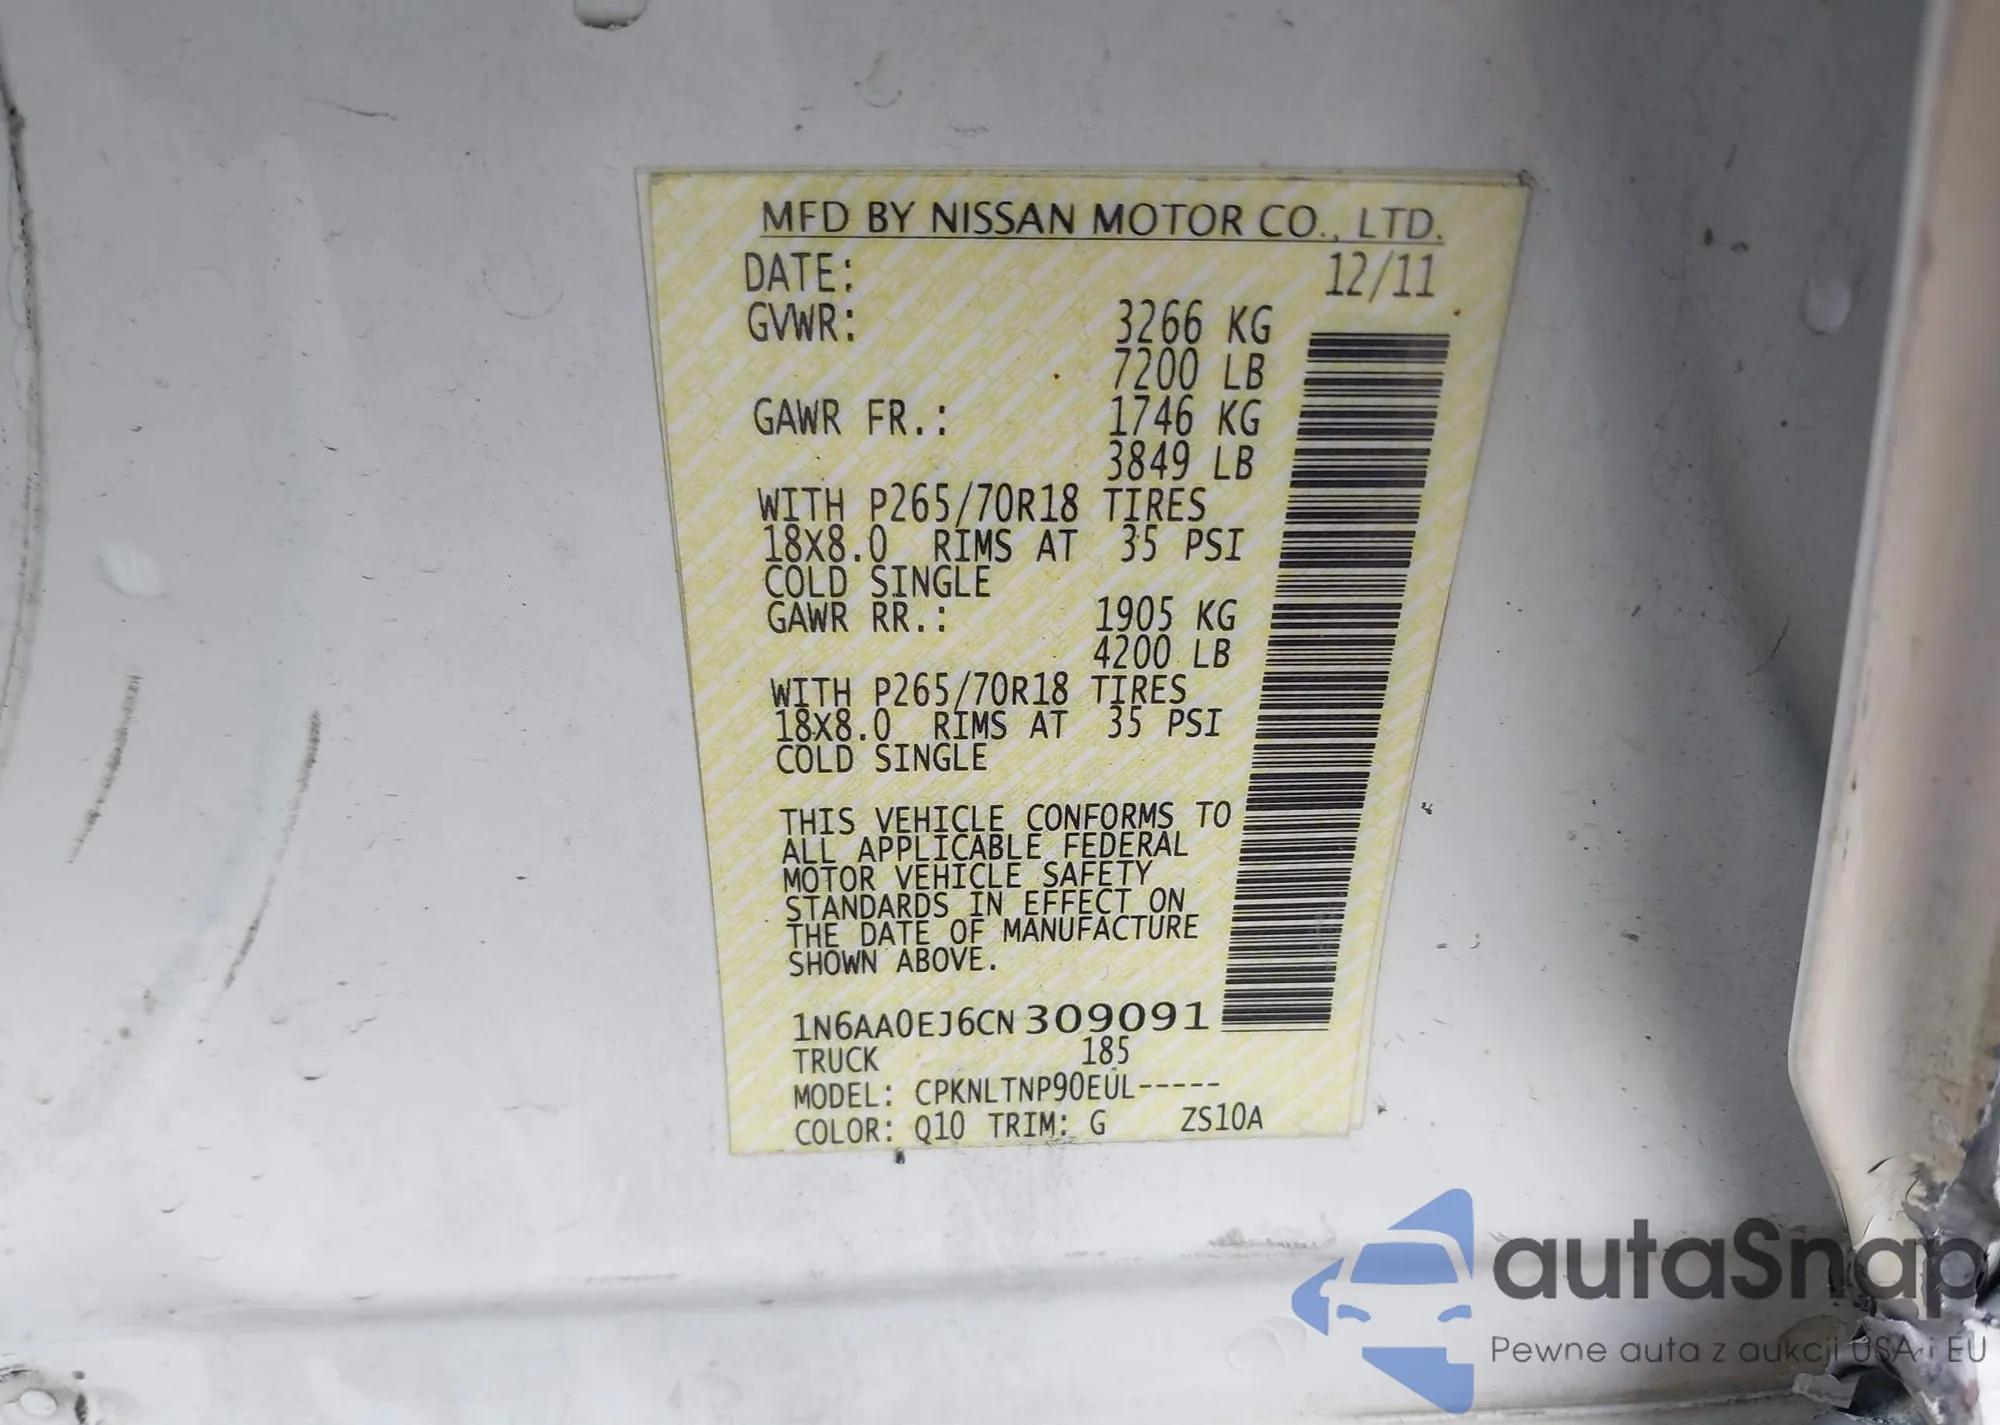 MFD BY NISSAN MOTOR CO., LTD.
DATE: 12/11
GVWR: 3266 KG
7200 LB
GAWR FR.: 1746 KG
3849 LB
WITH P265/70R18 TIRES
18X8.0 RIMS AT 35 PSI
COLD SINGLE
GAWR RR.: 1905 KG
4200 LB
WITH P265/70R18 TIRES
18X8.0 RIMS AT 35 PSI
COLD SINGLE
THIS VEHICLE CONFORMS TO
ALL APPLICABLE FEDERAL
MOTOR VEHICLE SAFETY
STANDARDS IN EFFECT ON
THE DATE OF MANUFACTURE
SHOWN ABOVE.
1N6AA0EJ6CN309091
TRUCK 185
MODEL: CPKNLTNP90EUL-----
COLOR: Q10 TRIM: G ZS10A
autaSnap
Pewne auta z aukcji USA i EU